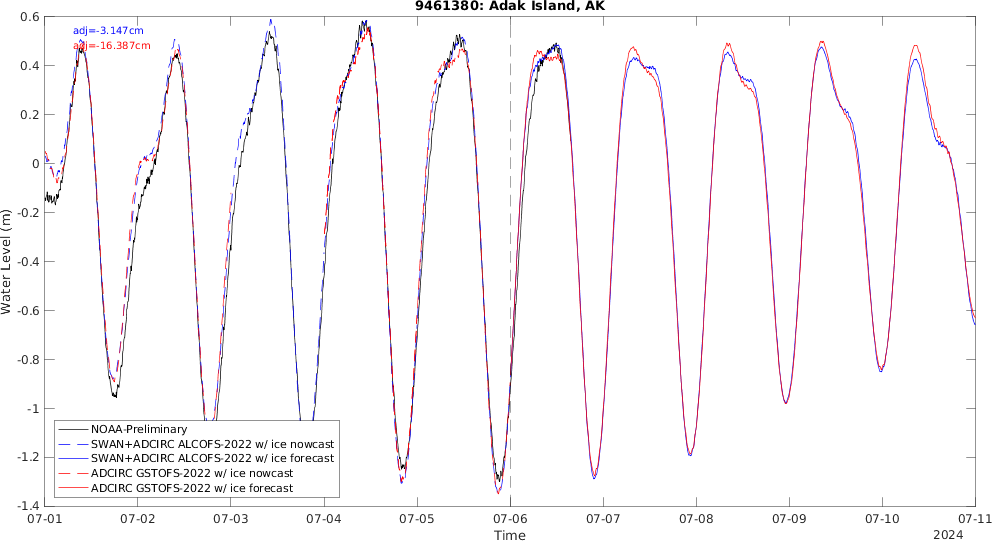 9461380: Adak Island, AK
adj=-3.147cm
adj=-16.387cm
0.6
0.4
0.2
0
-0.2
-0.4
-0.6
-0.8
-1
-1.2
-1.4
Water Level (m)
NOAA-Preliminary
SWAN+ADCIRC ALCOFS-2022 w/ ice nowcast
SWAN+ADCIRC ALCOFS-2022 w/ ice forecast
ADCIRC GSTOFS-2022 w/ ice nowcast
ADCIRC GSTOFS-2022 w/ ice forecast
07-01 07-02 07-03 07-04 07-05 07-06 07-07 07-08 07-09 07-10 07-11
Time
2024